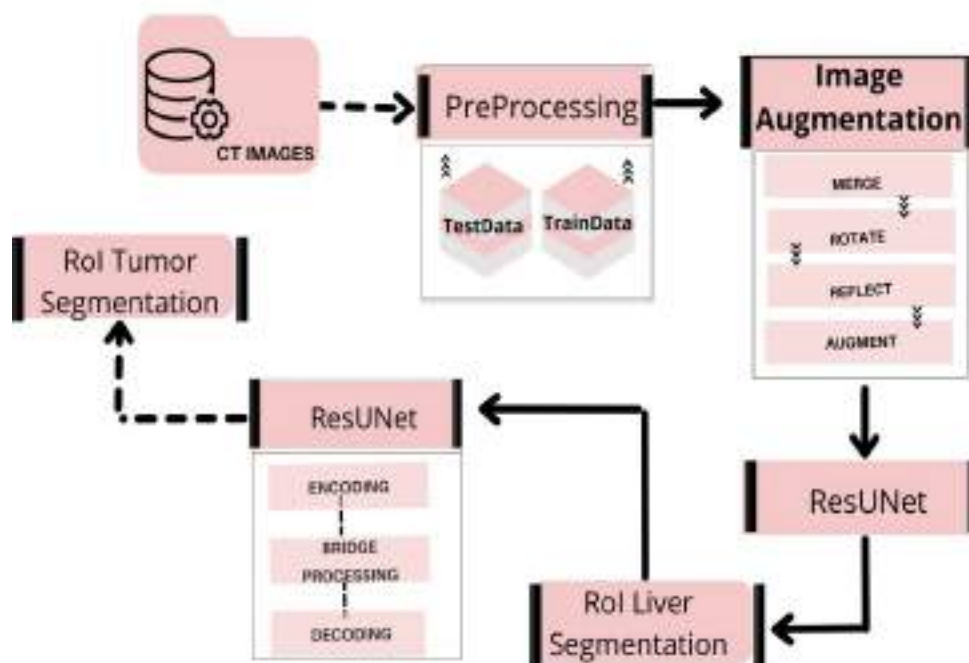 CT IMAGES
PreProcessing
TestData
TrainData
Image
Augmentation
MERGE
ROTATE
REFLECT
AUGMENT
ResUNet
RoI Liver
Segmentation
ResUNet
ENCODING
BRIDGE
PROCESSING
DECODING
RoI Tumor
Segmentation